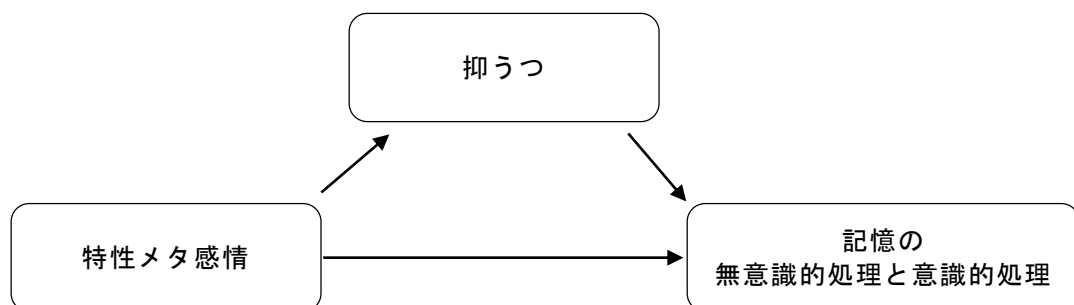 抑うつ
特性メタ感情
記憶の
無意識的処理と意識的処理